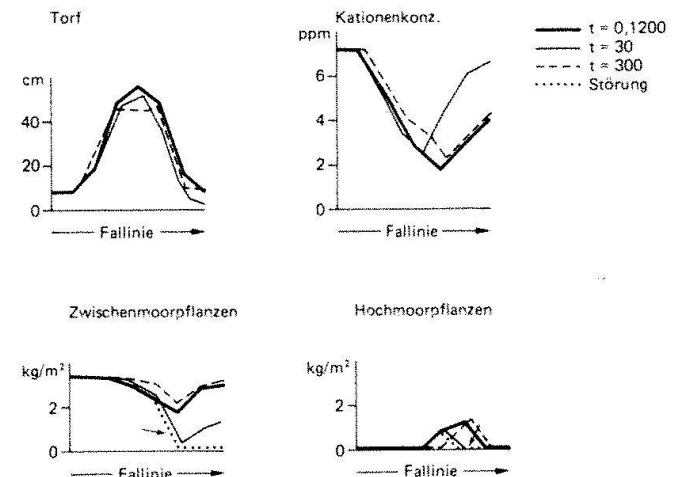 Torf
cm
40
20
0
Fallinie
Kationenkonz.
ppm
6
4
2
0
Fallinie
t = 0,1200
t = 30
t = 300
Störung
Zwischenmoorpflanzen
kg/m²
2
0
Fallinie
Hochmoorpflanzen
kg/m²
2
0
Fallinie